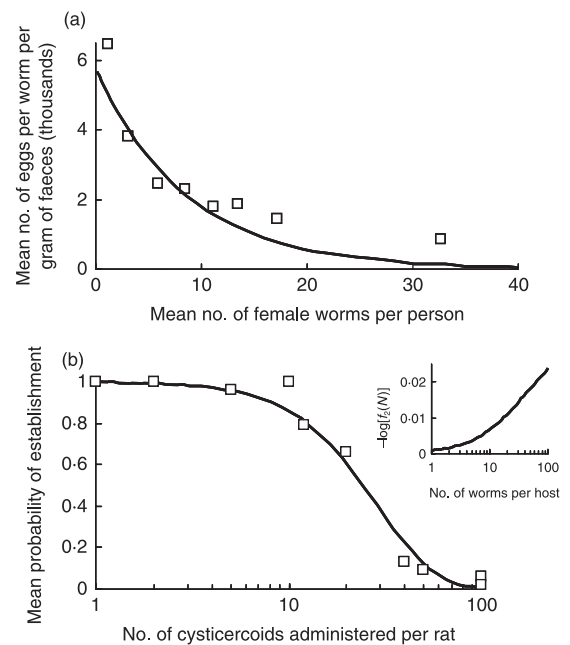 (a)
Mean no. of eggs per worm per
gram of faeces (thousands)
6
4
2
0
0 10 20 30 40
Mean no. of female worms per person
(b)
Mean probability of establishment
1
0·8
0·6
0·4
0·2
0
1 10 100
No. of cysticercoids administered per rat
−log[f₂(N)]
0·02
0·01
0
1 10 100
No. of worms per host